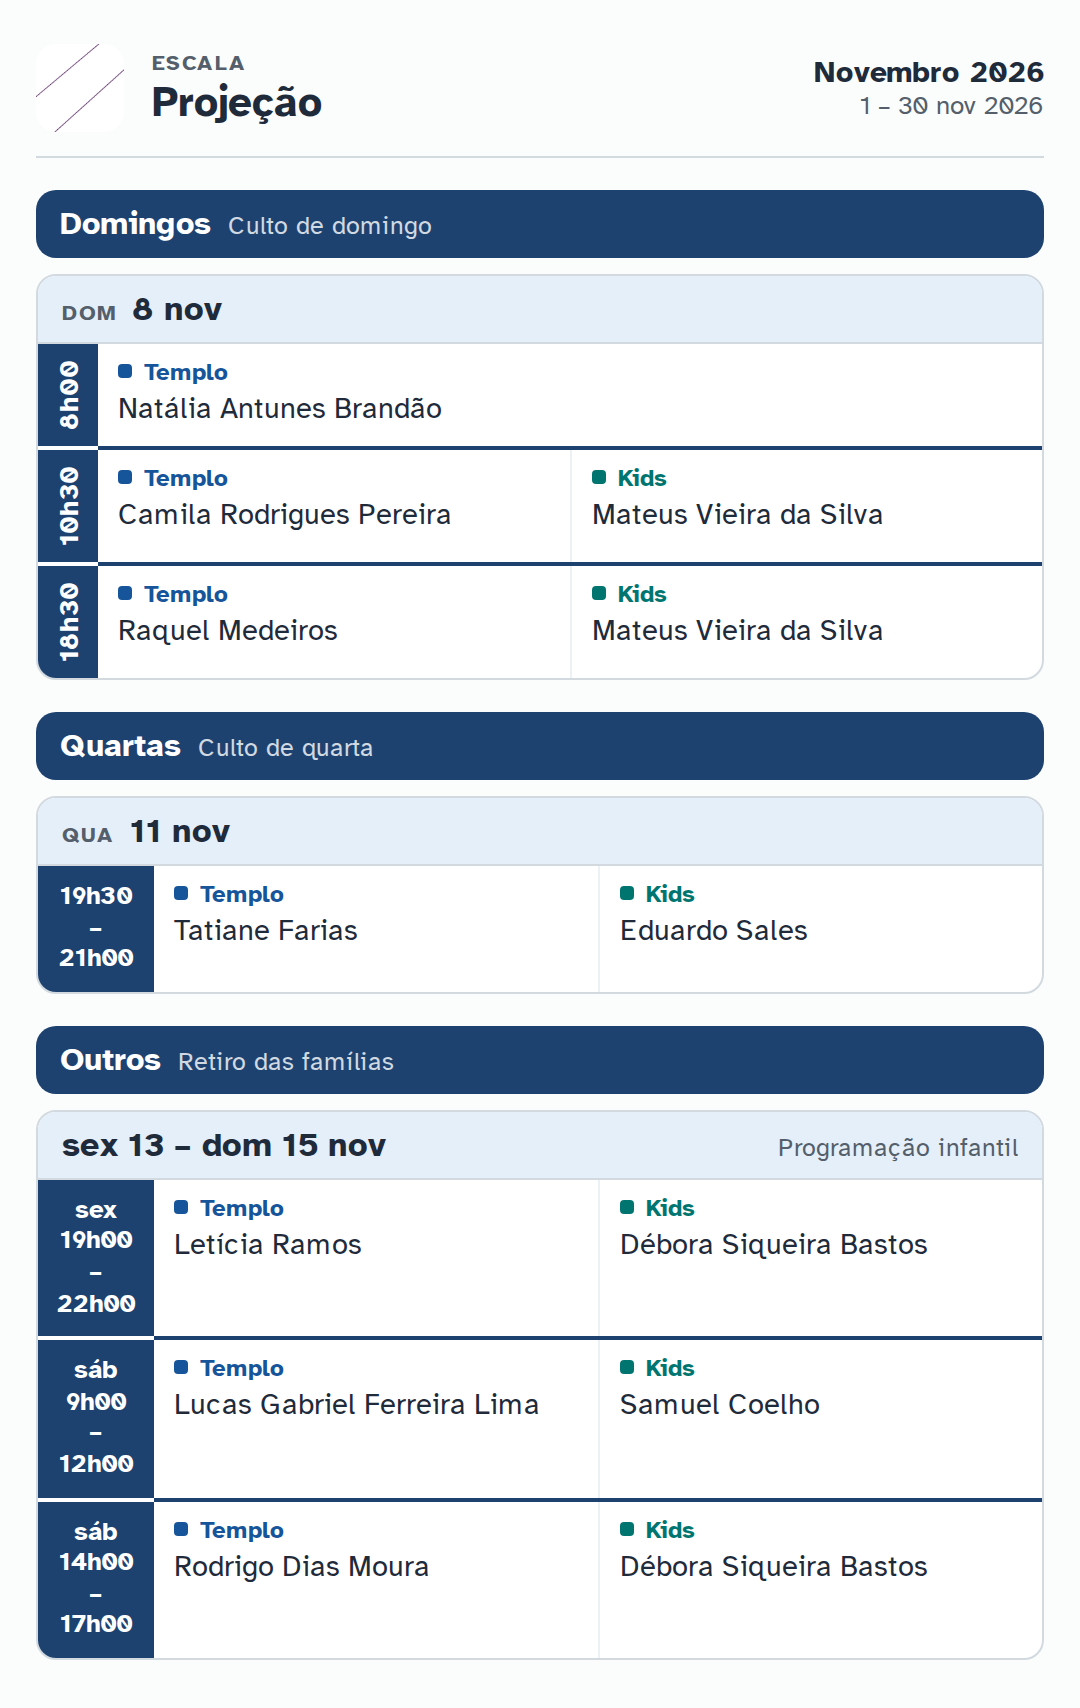 ESCALA
Projeção
Novembro 2026
1 – 30 nov 2026
Domingos Culto de domingo
DOM 8 nov
8h00
Templo
Natália Antunes Brandão
10h30
Templo
Camila Rodrigues Pereira
Kids
Mateus Vieira da Silva
18h30
Templo
Raquel Medeiros
Kids
Mateus Vieira da Silva
Quartas Culto de quarta
QUA 11 nov
19h30
–
21h00
Templo
Tatiane Farias
Kids
Eduardo Sales
Outros Retiro das famílias
sex 13 – dom 15 nov
Programação infantil
sex
19h00
–
22h00
Templo
Letícia Ramos
Kids
Débora Siqueira Bastos
sáb
9h00
–
12h00
Templo
Lucas Gabriel Ferreira Lima
Kids
Samuel Coelho
sáb
14h00
–
17h00
Templo
Rodrigo Dias Moura
Kids
Débora Siqueira Bastos